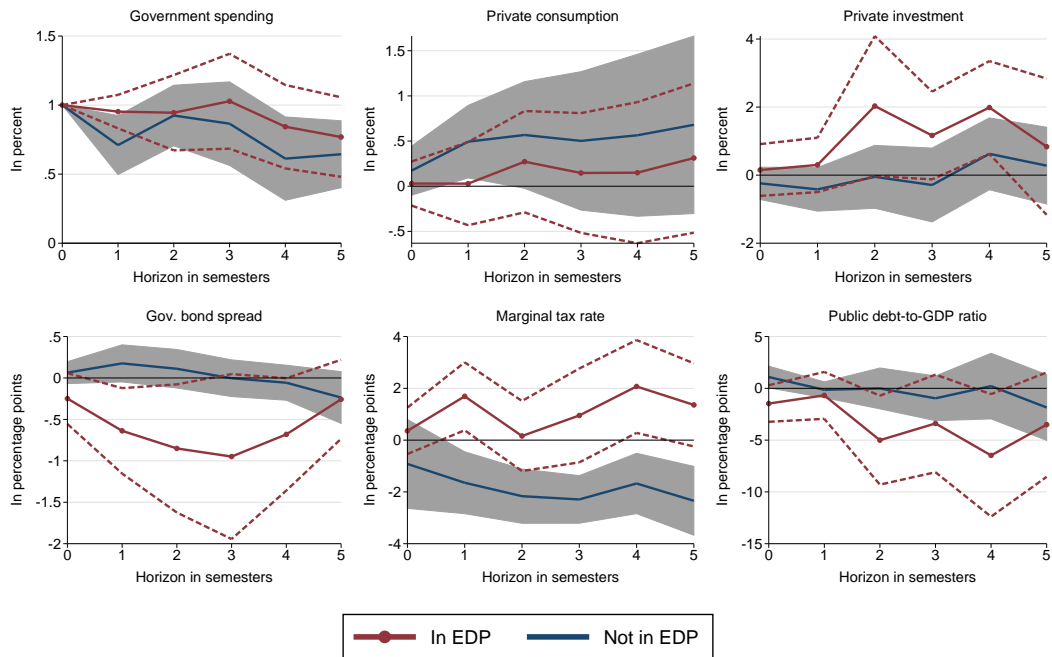 Government spending
In percent
1.5
1
.5
0
0 1 2 3 4 5
Horizon in semesters
Private consumption
In percent
1.5
1
.5
0
-.5
0 1 2 3 4 5
Horizon in semesters
Private investment
In percent
4
2
0
-2
0 1 2 3 4 5
Horizon in semesters
Gov. bond spread
In percentage points
.5
0
-.5
-1
-1.5
-2
0 1 2 3 4 5
Horizon in semesters
Marginal tax rate
In percentage points
4
2
0
-2
-4
0 1 2 3 4 5
Horizon in semesters
Public debt-to-GDP ratio
In percentage points
5
0
-5
-10
-15
0 1 2 3 4 5
Horizon in semesters
In EDP Not in EDP